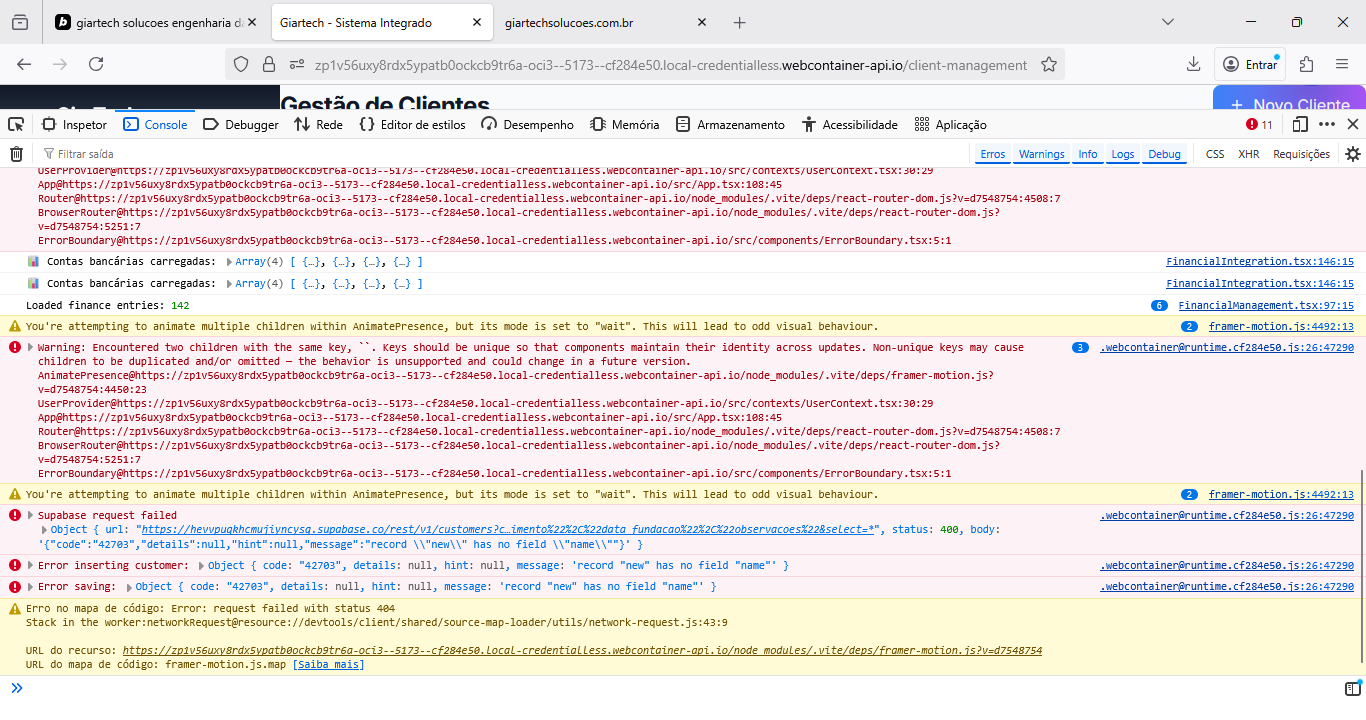 giartech solucoes engenharia da
Giartech - Sistema Integrado
giartechsolucoes.com.br
zp1v56uxy8rdx5ypatb0ockcb9tr6a-oci3--5173--cf284e50.local-credentialless.webcontainer-api.io/client-management
Entrar
Gestão de Clientes
+ Novo Cliente
Inspetor
Console
Debugger
Rede
Editor de estilos
Desempenho
Memória
Armazenamento
Acessibilidade
Aplicação
11
Filtrar saída
Erros
Warnings
Info
Logs
Debug
CSS
XHR
Requisições
UserProvider@https://zp1v56uxy8rdx5ypatb0ockcb9tr6a-oci3--5173--cf284e50.local-credentialless.webcontainer-api.io/src/contexts/UserContext.tsx:30:29
App@https://zp1v56uxy8rdx5ypatb0ockcb9tr6a-oci3--5173--cf284e50.local-credentialless.webcontainer-api.io/src/App.tsx:108:45
Router@https://zp1v56uxy8rdx5ypatb0ockcb9tr6a-oci3--5173--cf284e50.local-credentialless.webcontainer-api.io/node_modules/.vite/deps/react-router-dom.js?v=d7548754:4508:7
BrowserRouter@https://zp1v56uxy8rdx5ypatb0ockcb9tr6a-oci3--5173--cf284e50.local-credentialless.webcontainer-api.io/node_modules/.vite/deps/react-router-dom.js?
v=d7548754:5251:7
ErrorBoundary@https://zp1v56uxy8rdx5ypatb0ockcb9tr6a-oci3--5173--cf284e50.local-credentialless.webcontainer-api.io/src/components/ErrorBoundary.tsx:5:1
Contas bancárias carregadas: Array(4) [ {…}, {…}, {…}, {…} ] FinancialIntegration.tsx:146:15
Contas bancárias carregadas: Array(4) [ {…}, {…}, {…}, {…} ] FinancialIntegration.tsx:146:15
Loaded finance entries: 142 6 FinancialManagement.tsx:97:15
You're attempting to animate multiple children within AnimatePresence, but its mode is set to "wait". This will lead to odd visual behaviour. 2 framer-motion.js:4492:13
Warning: Encountered two children with the same key, ``. Keys should be unique so that components maintain their identity across updates. Non-unique keys may cause 3 .webcontainer@runtime.cf284e50.js:26:47290
children to be duplicated and/or omitted — the behavior is unsupported and could change in a future version.
AnimatePresence@https://zp1v56uxy8rdx5ypatb0ockcb9tr6a-oci3--5173--cf284e50.local-credentialless.webcontainer-api.io/node_modules/.vite/deps/framer-motion.js?
v=d7548754:4450:23
UserProvider@https://zp1v56uxy8rdx5ypatb0ockcb9tr6a-oci3--5173--cf284e50.local-credentialless.webcontainer-api.io/src/contexts/UserContext.tsx:30:29
App@https://zp1v56uxy8rdx5ypatb0ockcb9tr6a-oci3--5173--cf284e50.local-credentialless.webcontainer-api.io/src/App.tsx:108:45
Router@https://zp1v56uxy8rdx5ypatb0ockcb9tr6a-oci3--5173--cf284e50.local-credentialless.webcontainer-api.io/node_modules/.vite/deps/react-router-dom.js?v=d7548754:4508:7
BrowserRouter@https://zp1v56uxy8rdx5ypatb0ockcb9tr6a-oci3--5173--cf284e50.local-credentialless.webcontainer-api.io/node_modules/.vite/deps/react-router-dom.js?
v=d7548754:5251:7
ErrorBoundary@https://zp1v56uxy8rdx5ypatb0ockcb9tr6a-oci3--5173--cf284e50.local-credentialless.webcontainer-api.io/src/components/ErrorBoundary.tsx:5:1
You're attempting to animate multiple children within AnimatePresence, but its mode is set to "wait". This will lead to odd visual behaviour. 2 framer-motion.js:4492:13
Supabase request failed .webcontainer@runtime.cf284e50.js:26:47290
Object { url: "https://hevvpuqkhcmujivncvsq.supabase.co/rest/v1/customers?c…imento%22%2C%22data_fundacao%22%2C%22observacoes%22&select=*", status: 400, body:
'{"code":"42703","details":null,"hint":null,"message":"record \\"new\\" has no field \\"name\\""}' }
Error inserting customer: Object { code: "42703", details: null, hint: null, message: 'record "new" has no field "name"' } .webcontainer@runtime.cf284e50.js:26:47290
Error saving: Object { code: "42703", details: null, hint: null, message: 'record "new" has no field "name"' } .webcontainer@runtime.cf284e50.js:26:47290
Erro no mapa de código: Error: request failed with status 404
Stack in the worker:networkRequest@resource://devtools/client/shared/source-map-loader/utils/network-request.js:43:9
URL do recurso: https://zp1v56uxy8rdx5ypatb0ockcb9tr6a-oci3--5173--cf284e50.local-credentialless.webcontainer-api.io/node_modules/.vite/deps/framer-motion.js?v=d7548754
URL do mapa de código: framer-motion.js.map [Saiba mais]